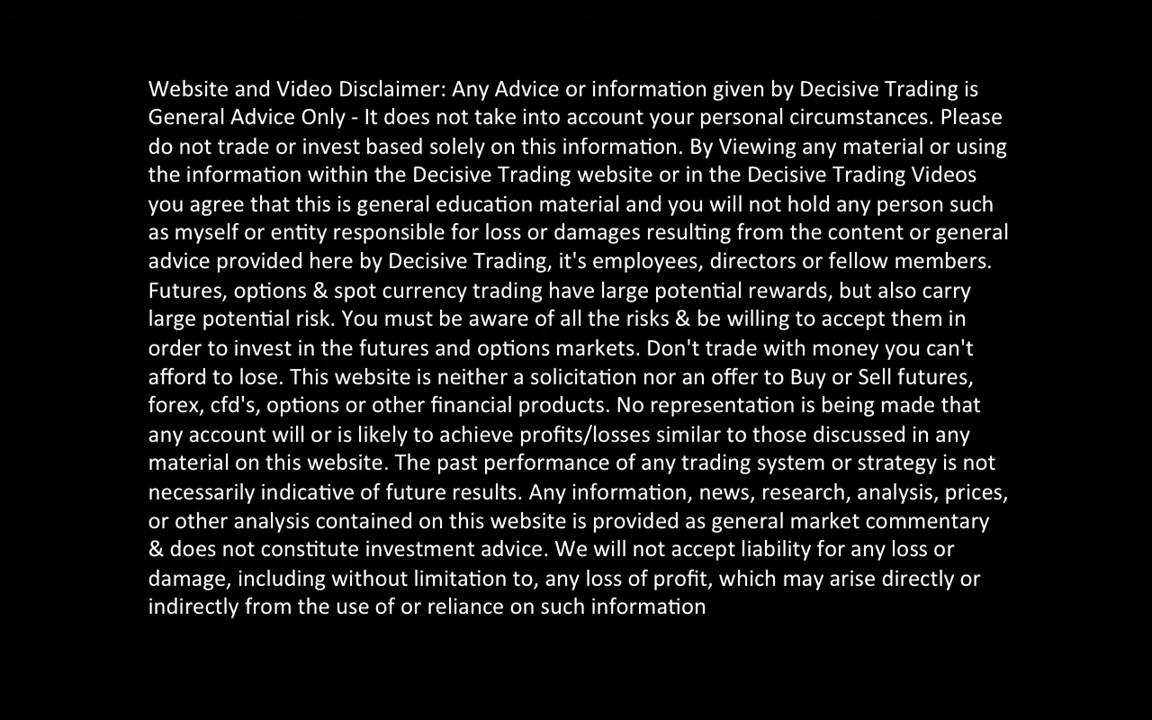 Website and Video Disclaimer: Any Advice or information given by Decisive Trading is
General Advice Only - It does not take into account your personal circumstances. Please
do not trade or invest based solely on this information. By Viewing any material or using
the information within the Decisive Trading website or in the Decisive Trading Videos
you agree that this is general education material and you will not hold any person such
as myself or entity responsible for loss or damages resulting from the content or general
advice provided here by Decisive Trading, it's employees, directors or fellow members.
Futures, options & spot currency trading have large potential rewards, but also carry
large potential risk. You must be aware of all the risks & be willing to accept them in
order to invest in the futures and options markets. Don't trade with money you can't
afford to lose. This website is neither a solicitation nor an offer to Buy or Sell futures,
forex, cfd's, options or other financial products. No representation is being made that
any account will or is likely to achieve profits/losses similar to those discussed in any
material on this website. The past performance of any trading system or strategy is not
necessarily indicative of future results. Any information, news, research, analysis, prices,
or other analysis contained on this website is provided as general market commentary
& does not constitute investment advice. We will not accept liability for any loss or
damage, including without limitation to, any loss of profit, which may arise directly or
indirectly from the use of or reliance on such information